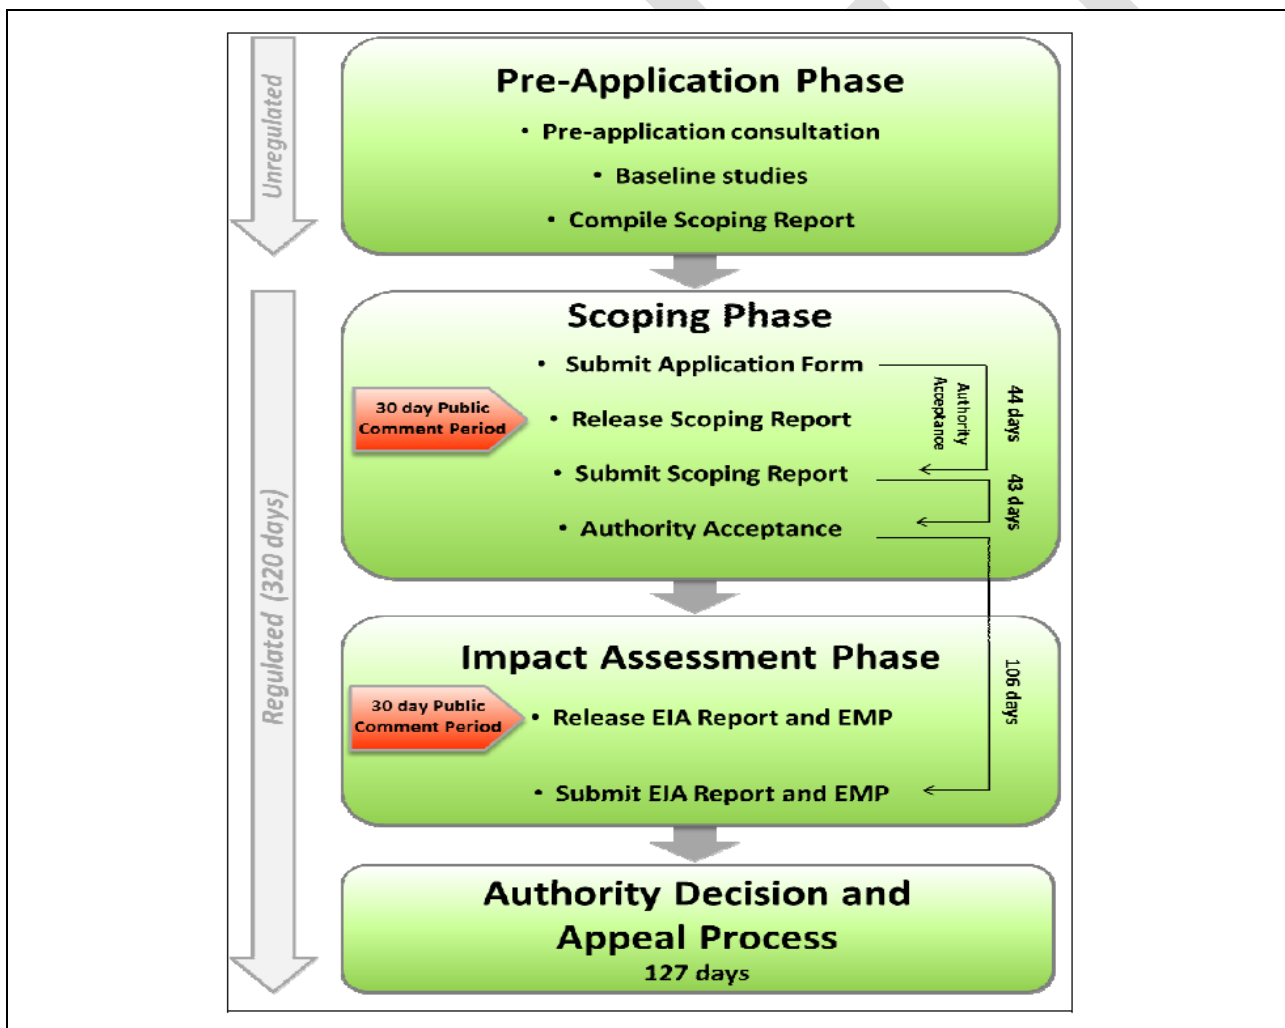 Unregulated
Pre-Application Phase
• Pre-application consultation
• Baseline studies
• Compile Scoping Report
Regulated (320 days)
Scoping Phase
• Submit Application Form
30 day Public
Comment Period
• Release Scoping Report
Authority
Acceptance
44 days
• Submit Scoping Report
43 days
• Authority Acceptance
Impact Assessment Phase
30 day Public
Comment Period
• Release EIA Report and EMP
106 days
• Submit EIA Report and EMP
Authority Decision and
Appeal Process
127 days